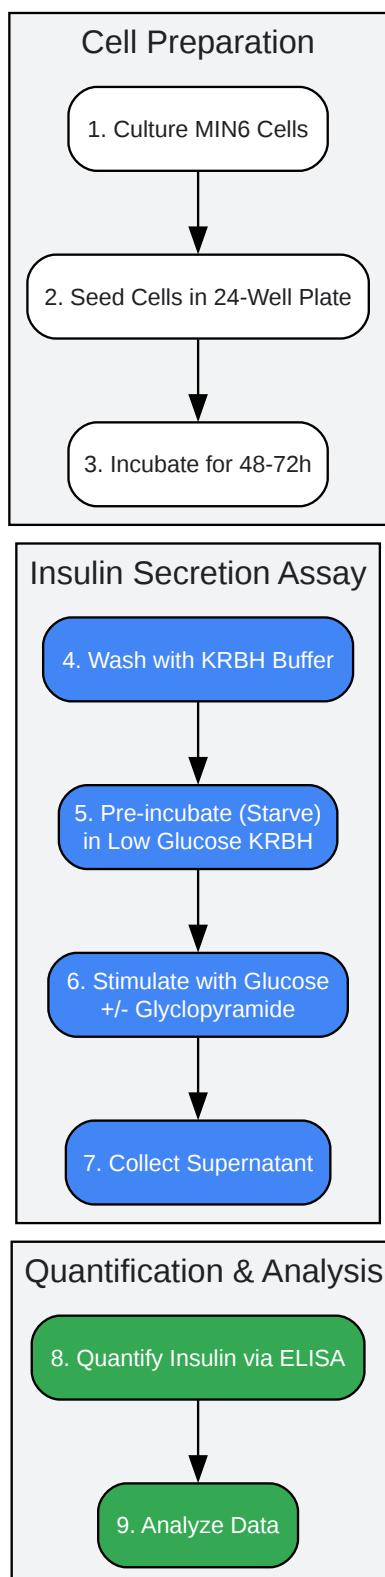 Cell Preparation
1. Culture MIN6 Cells
2. Seed Cells in 24-Well Plate
3. Incubate for 48-72h
Insulin Secretion Assay
4. Wash with KRBH Buffer
5. Pre-incubate (Starve)
in Low Glucose KRBH
6. Stimulate with Glucose
+/- Glyclopyramide
7. Collect Supernatant
Quantification & Analysis
8. Quantify Insulin via ELISA
9. Analyze Data